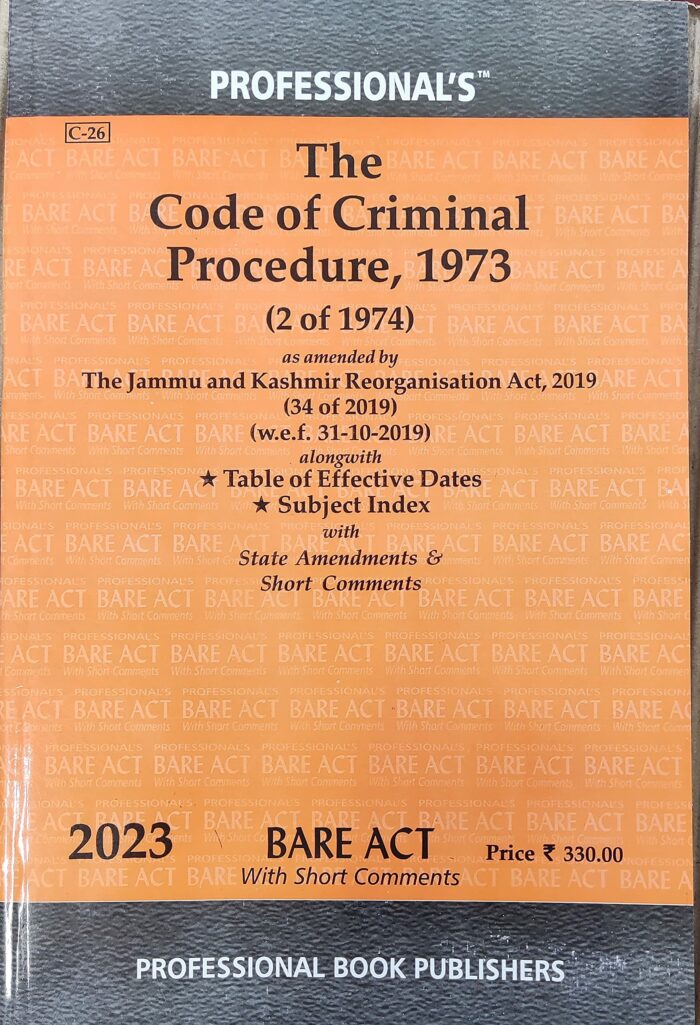 PROFESSIONAL'S™
C-26
The
Code of Criminal
Procedure, 1973
(2 of 1974)
as amended by
The Jammu and Kashmir Reorganisation Act, 2019
(34 of 2019)
(w.e.f. 31-10-2019)
alongwith
★ Table of Effective Dates
★ Subject Index
with
State Amendments &
Short Comments
2023 BARE ACT Price ₹ 330.00
With Short Comments
PROFESSIONAL BOOK PUBLISHERS